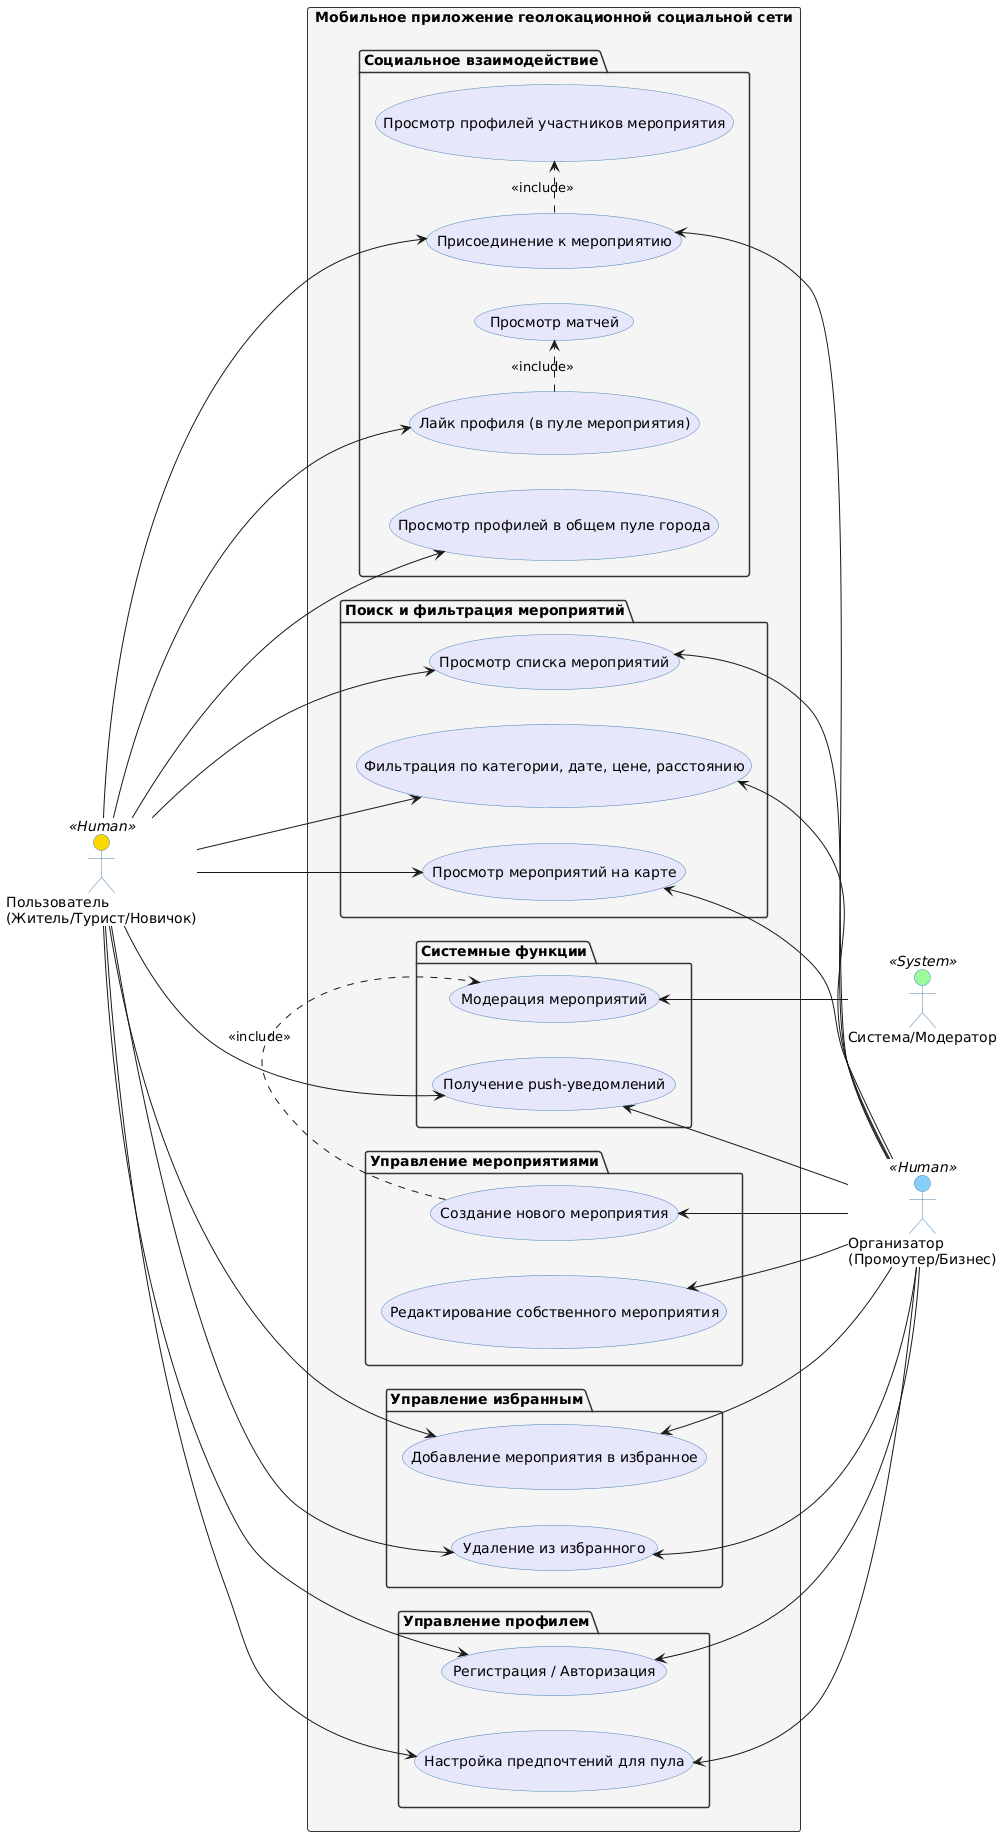 Мобильное приложение геолокационной социальной сети
Социальное взаимодействие
Просмотр профилей участников мероприятия
«include»
Присоединение к мероприятию
Просмотр матчей
«include»
Лайк профиля (в пуле мероприятия)
Просмотр профилей в общем пуле города
Поиск и фильтрация мероприятий
Просмотр списка мероприятий
Фильтрация по категории, дате, цене, расстоянию
«Human»
Пользователь
(Житель/Турист/Новичок)
Просмотр мероприятий на карте
Системные функции
Модерация мероприятий
«include»
Получение push-уведомлений
«System»
Система/Модератор
Управление мероприятиями
Создание нового мероприятия
Редактирование собственного мероприятия
«Human»
Организатор
(Промоутер/Бизнес)
Управление избранным
Добавление мероприятия в избранное
Удаление из избранного
Управление профилем
Регистрация / Авторизация
Настройка предпочтений для пула